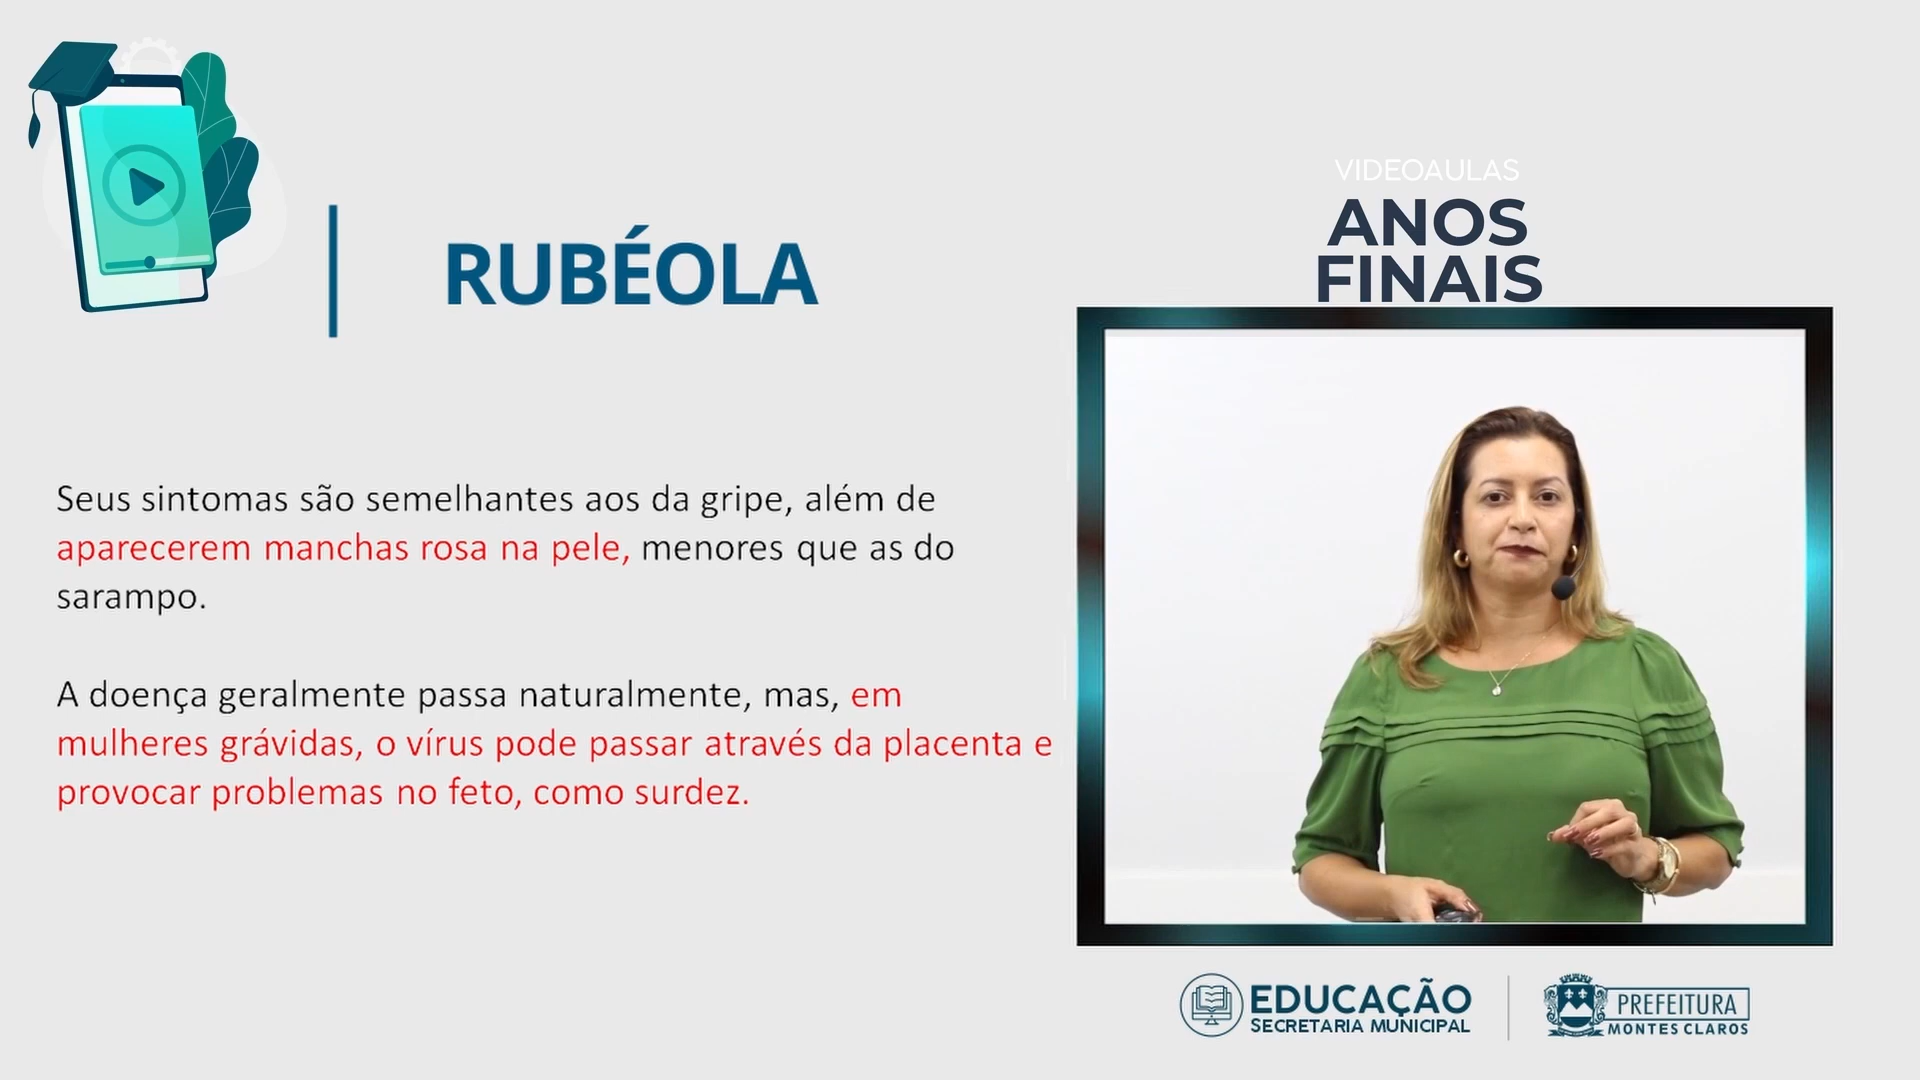 RUBÉOLA
Seus sintomas são semelhantes aos da gripe, além de
aparecerem manchas rosa na pele, menores que as do
sarampo.
A doença geralmente passa naturalmente, mas, em
mulheres grávidas, o vírus pode passar através da placenta e
provocar problemas no feto, como surdez.
VIDEOAULAS
ANOS
FINAIS
EDUCAÇÃO
SECRETARIA MUNICIPAL
PREFEITURA
MONTES CLAROS